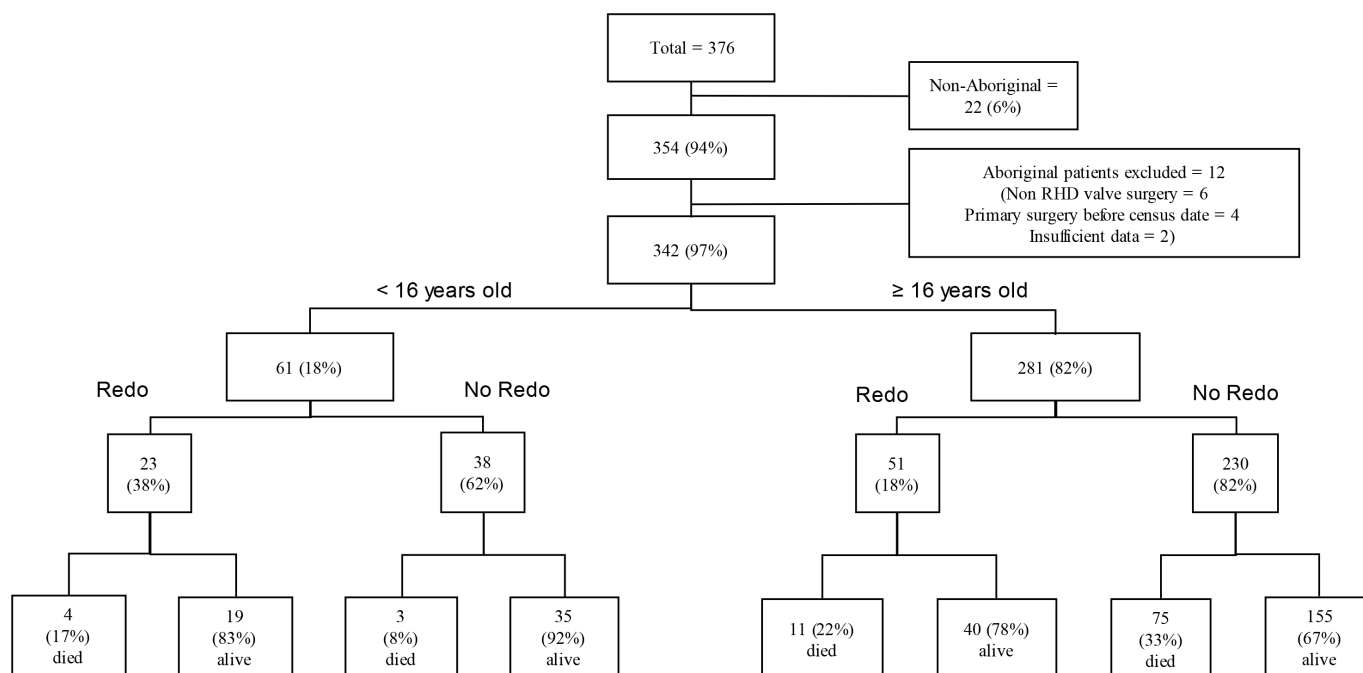 Total = 376
Non-Aboriginal =
22 (6%)
354 (94%)
Aboriginal patients excluded = 12
(Non RHD valve surgery = 6
Primary surgery before census date = 4
Insufficient data = 2)
342 (97%)
< 16 years old
≥ 16 years old
61 (18%)
281 (82%)
Redo
No Redo
Redo
No Redo
23
(38%)
38
(62%)
51
(18%)
230
(82%)
4
(17%)
died
19
(83%)
alive
3
(8%)
died
35
(92%)
alive
11 (22%)
died
40 (78%)
alive
75
(33%)
died
155
(67%)
alive